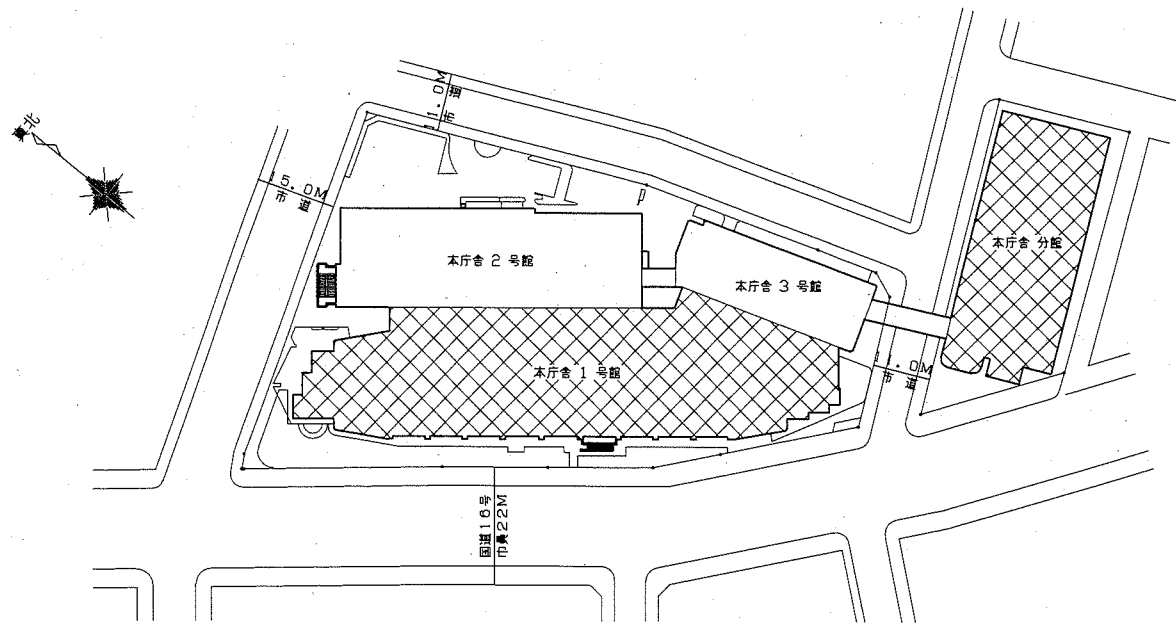 11.0M
市道
東北
15.0M
市道
本庁舎 分館
本庁舎 2 号館
本庁舎 3 号館
本庁舎 1 号館
11.0M
市道
国道16号
巾員22M